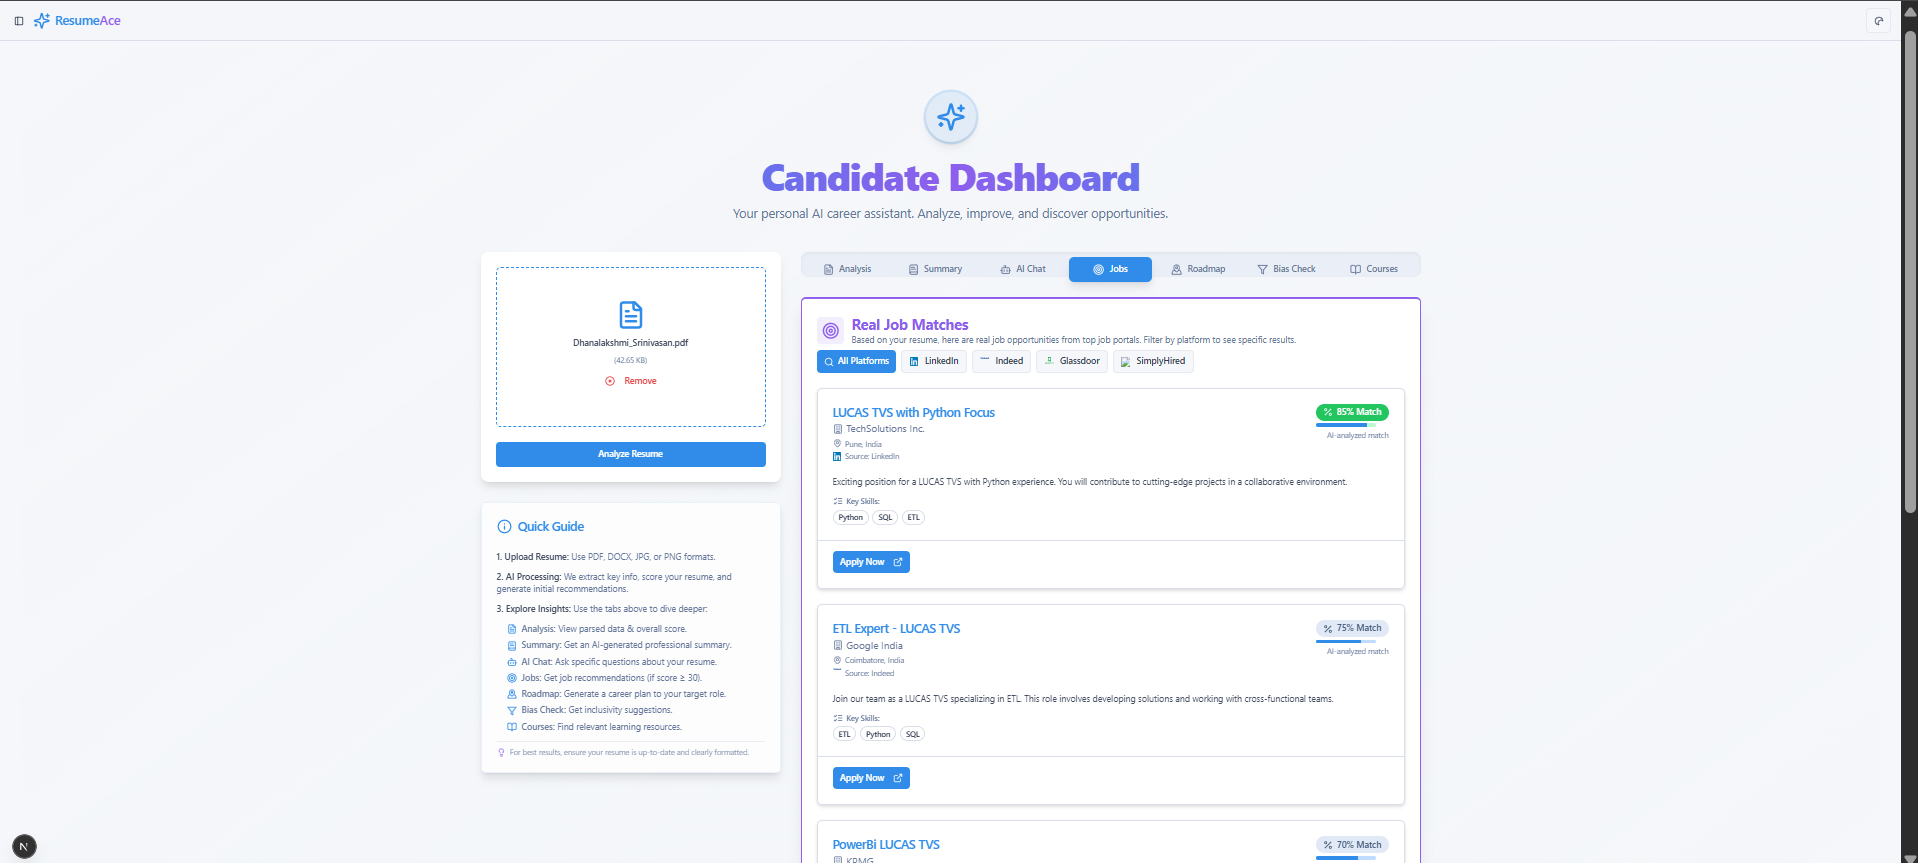 ResumeAce
Candidate Dashboard
Your personal AI career assistant. Analyze, improve, and discover opportunities.
Dhanalakshmi_Srinivasan.pdf
(42.65 KB)
Remove
Analyze Resume
Quick Guide
1. Upload Resume: Use PDF, DOCX, JPG, or PNG formats.
2. AI Processing: We extract key info, score your resume, and
generate initial recommendations.
3. Explore Insights: Use the tabs above to dive deeper:
Analysis: View parsed data & overall score.
Summary: Get an AI-generated professional summary.
AI Chat: Ask specific questions about your resume.
Jobs: Get job recommendations (if score ≥ 30).
Roadmap: Generate a career plan to your target role.
Bias Check: Get inclusivity suggestions.
Courses: Find relevant learning resources.
For best results, ensure your resume is up-to-date and clearly formatted.
Analysis Summary AI Chat Jobs Roadmap Bias Check Courses
Real Job Matches
Based on your resume, here are real job opportunities from top job portals. Filter by platform to see specific results.
All Platforms LinkedIn Indeed Glassdoor SimplyHired
LUCAS TVS with Python Focus
85% Match
TechSolutions Inc.
AI-analyzed match
Pune, India
Source: LinkedIn
Exciting position for a LUCAS TVS with Python experience. You will contribute to cutting-edge projects in a collaborative environment.
Key Skills:
Python SQL ETL
Apply Now
ETL Expert - LUCAS TVS
75% Match
Google India
AI-analyzed match
Coimbatore, India
Source: Indeed
Join our team as a LUCAS TVS specializing in ETL. This role involves developing solutions and working with cross-functional teams.
Key Skills:
ETL Python SQL
Apply Now
PowerBi LUCAS TVS
70% Match
KPMG
N